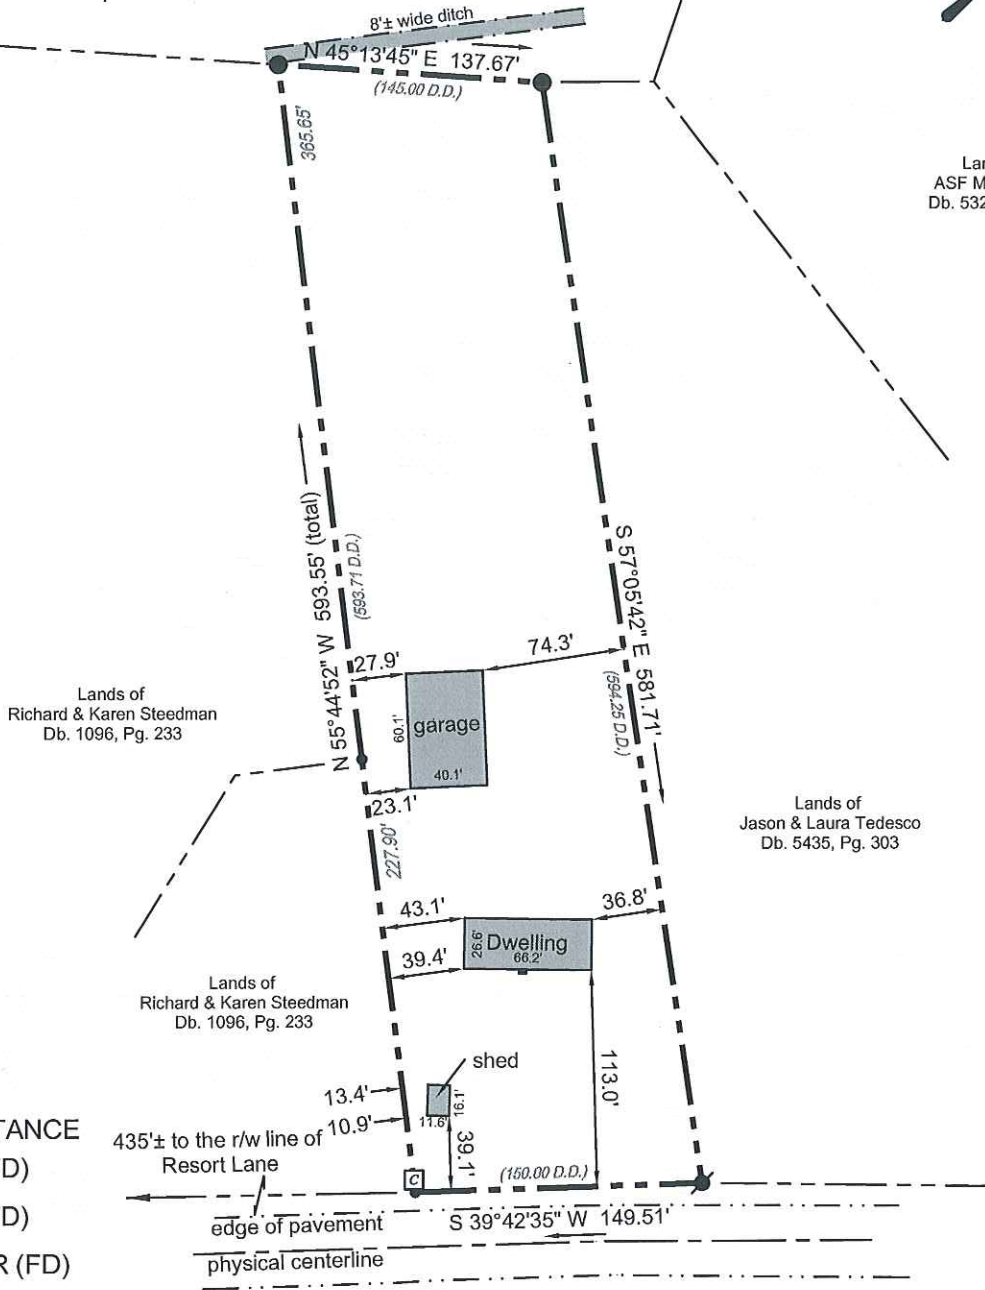 8'± wide ditch
N 45°13'45" E 137.67'
(145.00 D.D.)
365.65'
Db. 532
N 55°44'52" W 593.55' (total)
(593.71 D.D.)
S 57°05'42" E 581.71'
(594.25 D.D.)
27.9'
74.3'
60.1'
garage
40.1'
23.1'
227.90'
Lands of
Richard & Karen Steedman
Db. 1096, Pg. 233
Lands of
Jason & Laura Tedesco
Db. 5435, Pg. 303
43.1'
36.8'
26.6'
Dwelling
66.2'
39.4'
Lands of
Richard & Karen Steedman
Db. 1096, Pg. 233
shed
13.4'
16.1'
113.0'
10.9'
11.6'
39.1'
TANCE
435'± to the r/w line of
Resort Lane
D)
C
(150.00 D.D.)
D)
edge of pavement
S 39°42'35" W 149.51'
R (FD)
physical centerline